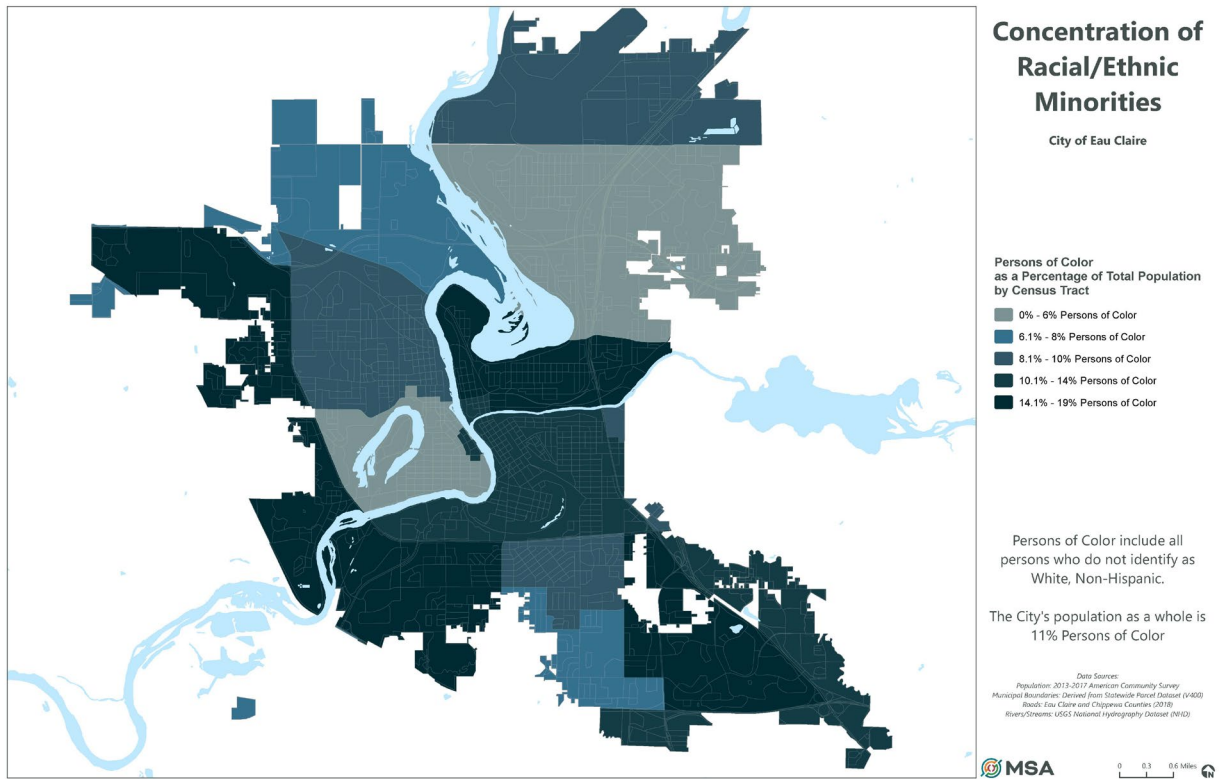 Concentration of
Racial/Ethnic
Minorities
City of Eau Claire
Persons of Color
as a Percentage of Total Population
by Census Tract
0% - 6% Persons of Color
6.1% - 8% Persons of Color
8.1% - 10% Persons of Color
10.1% - 14% Persons of Color
14.1% - 19% Persons of Color
Persons of Color include all
persons who do not identify as
White, Non-Hispanic.
The City's population as a whole is
11% Persons of Color
Data Sources:
Population: 2013-2017 American Community Survey
Municipal Boundaries: Derived from Statewide Parcel Dataset (V400)
Roads: Eau Claire and Chippewa Counties (2018)
Rivers/Streams: USGS National Hydrography Dataset (NHD)
MSA
0 0.3 0.6 Miles
N